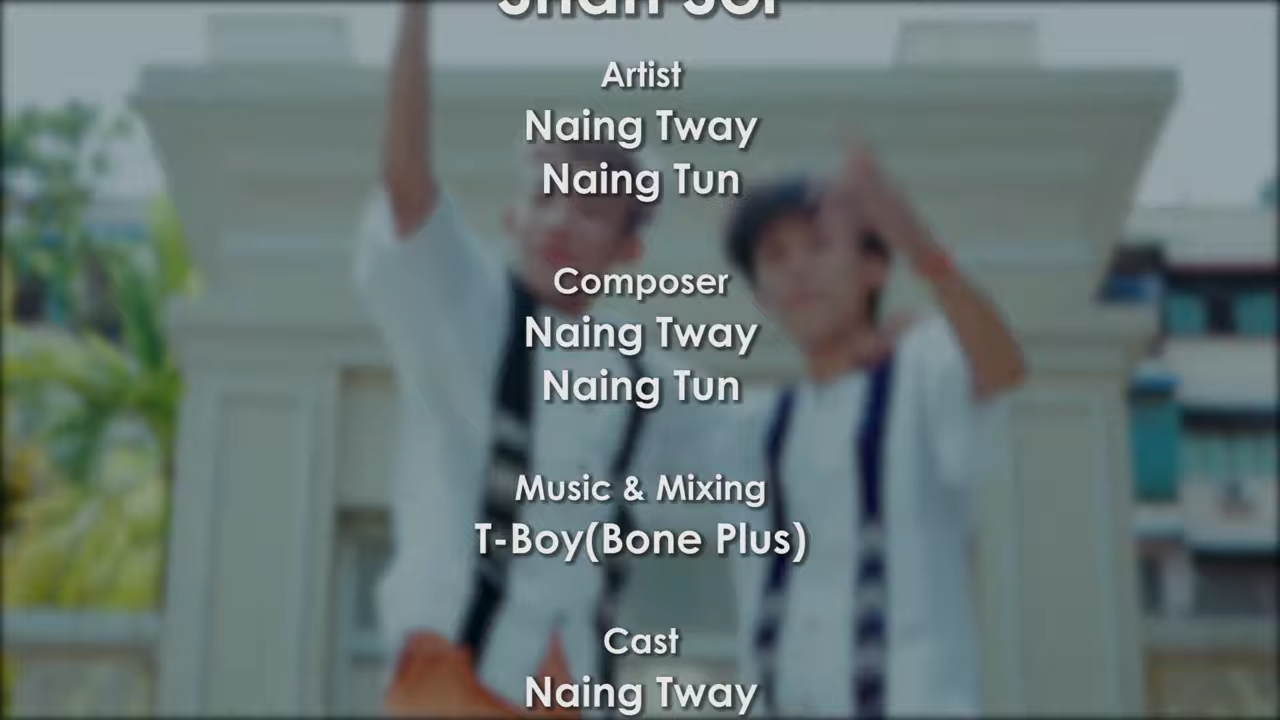 Artist
Naing Tway
Naing Tun
Composer
Naing Tway
Naing Tun
Music & Mixing
T-Boy(Bone Plus)
Cast
Naing Tway